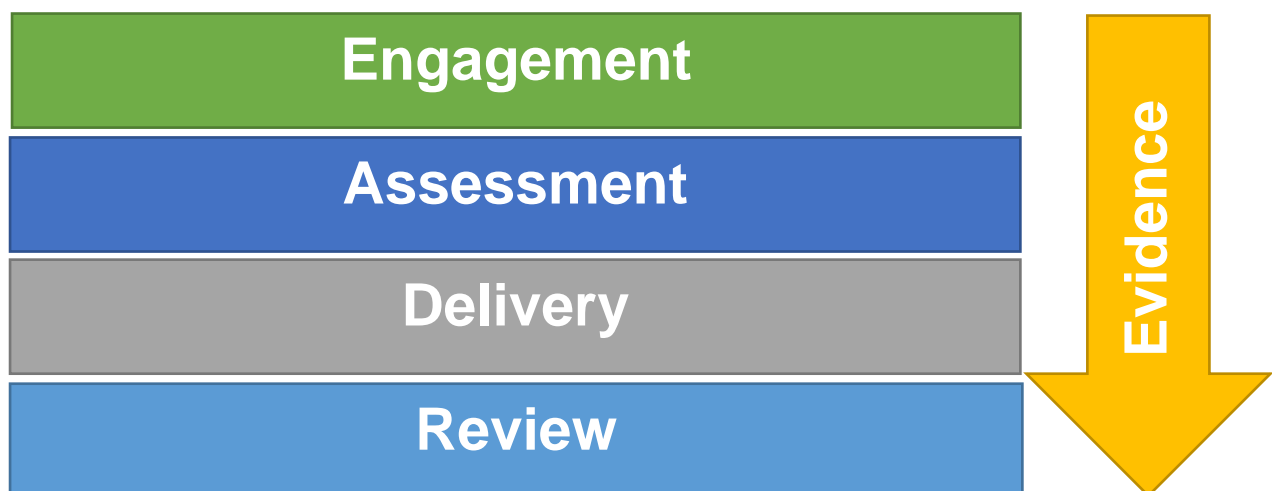 Engagement
Assessment
Delivery
Review
Evidence